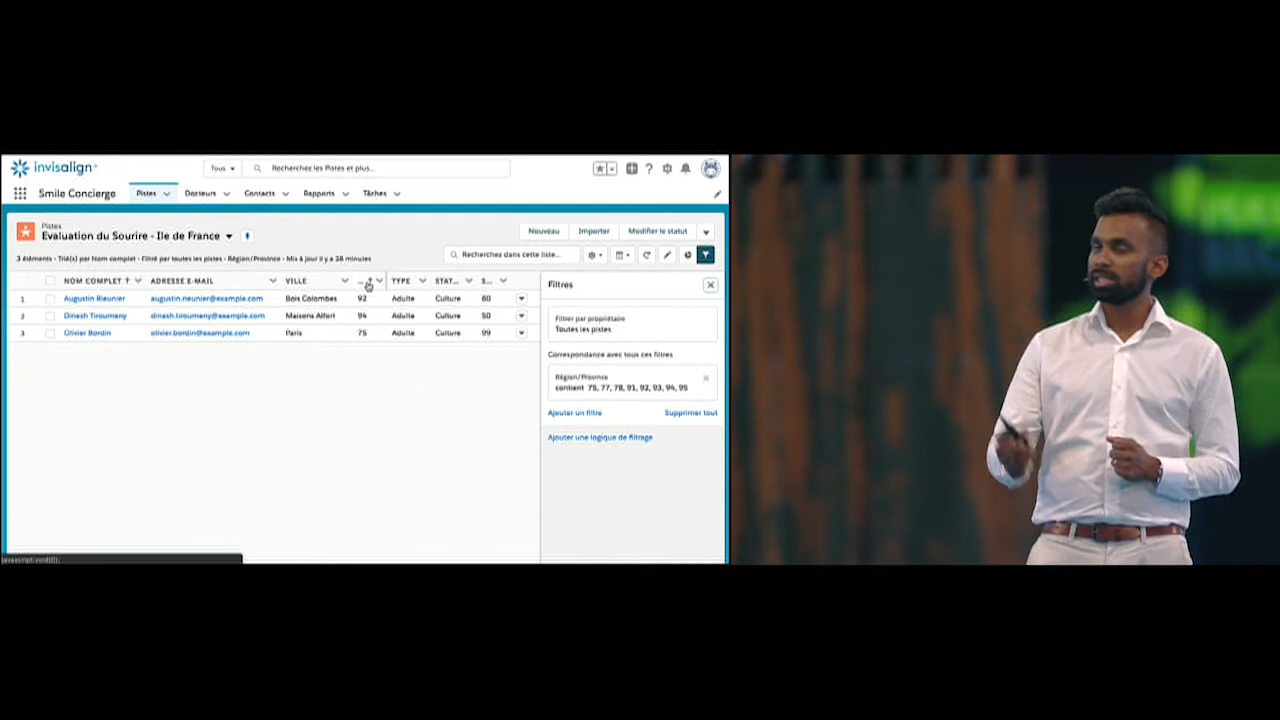 invisalign
Tous
Recherchez les Pistes et plus...
Smile Concierge
Pistes
Dossiers
Contacts
Rapports
Tâches
Pistes
Evaluation du Sourire - Ile de France
Nouveau
Importer
Modifier le statut
3 éléments • Trié(s) par Nom complet • Filtré par toutes les pistes - Région/Province • Mis à jour il y a 38 minutes
Recherchez dans cette liste...
NOM COMPLET ↑ ADRESSE E-MAIL VILLE ... TYPE STAT... S...
1 Augustin Rieunier augustin.rieunier@example.com Bois Colombes 92 Adulte Culture 60
2 Dinesh Tiroumeny dinesh.tiroumeny@example.com Maisons Alfort 94 Adulte Culture 50
3 Olivier Bordin olivier.bordin@example.com Paris 75 Adulte Culture 99
Filtres
Filtrer par propriétaire
Toutes les pistes
Correspondance avec tous ces filtres
Région/Province
contient 75, 77, 78, 91, 92, 93, 94, 95
Ajouter un filtre
Supprimer tout
Ajouter une logique de filtrage
javascript:void(0);